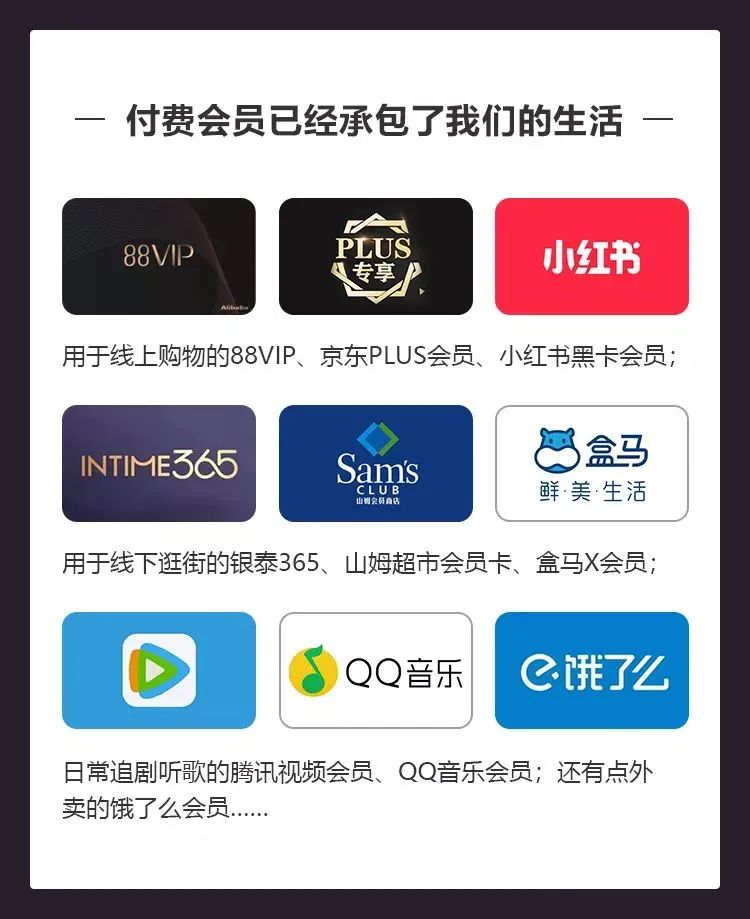 付费会员已经承包了我们的生活
88VIP
Alibaba
PLUS
专享
小红书
用于线上购物的88VIP、京东PLUS会员、小红书黑卡会员；
INTIME365
Sam's
CLUB
山姆会员商店
盒马
鲜·美·生活
用于线下逛街的银泰365、山姆超市会员卡、盒马X会员；
QQ音乐
饿了么
日常追剧听歌的腾讯视频会员、QQ音乐会员；还有点外
卖的饿了么会员......